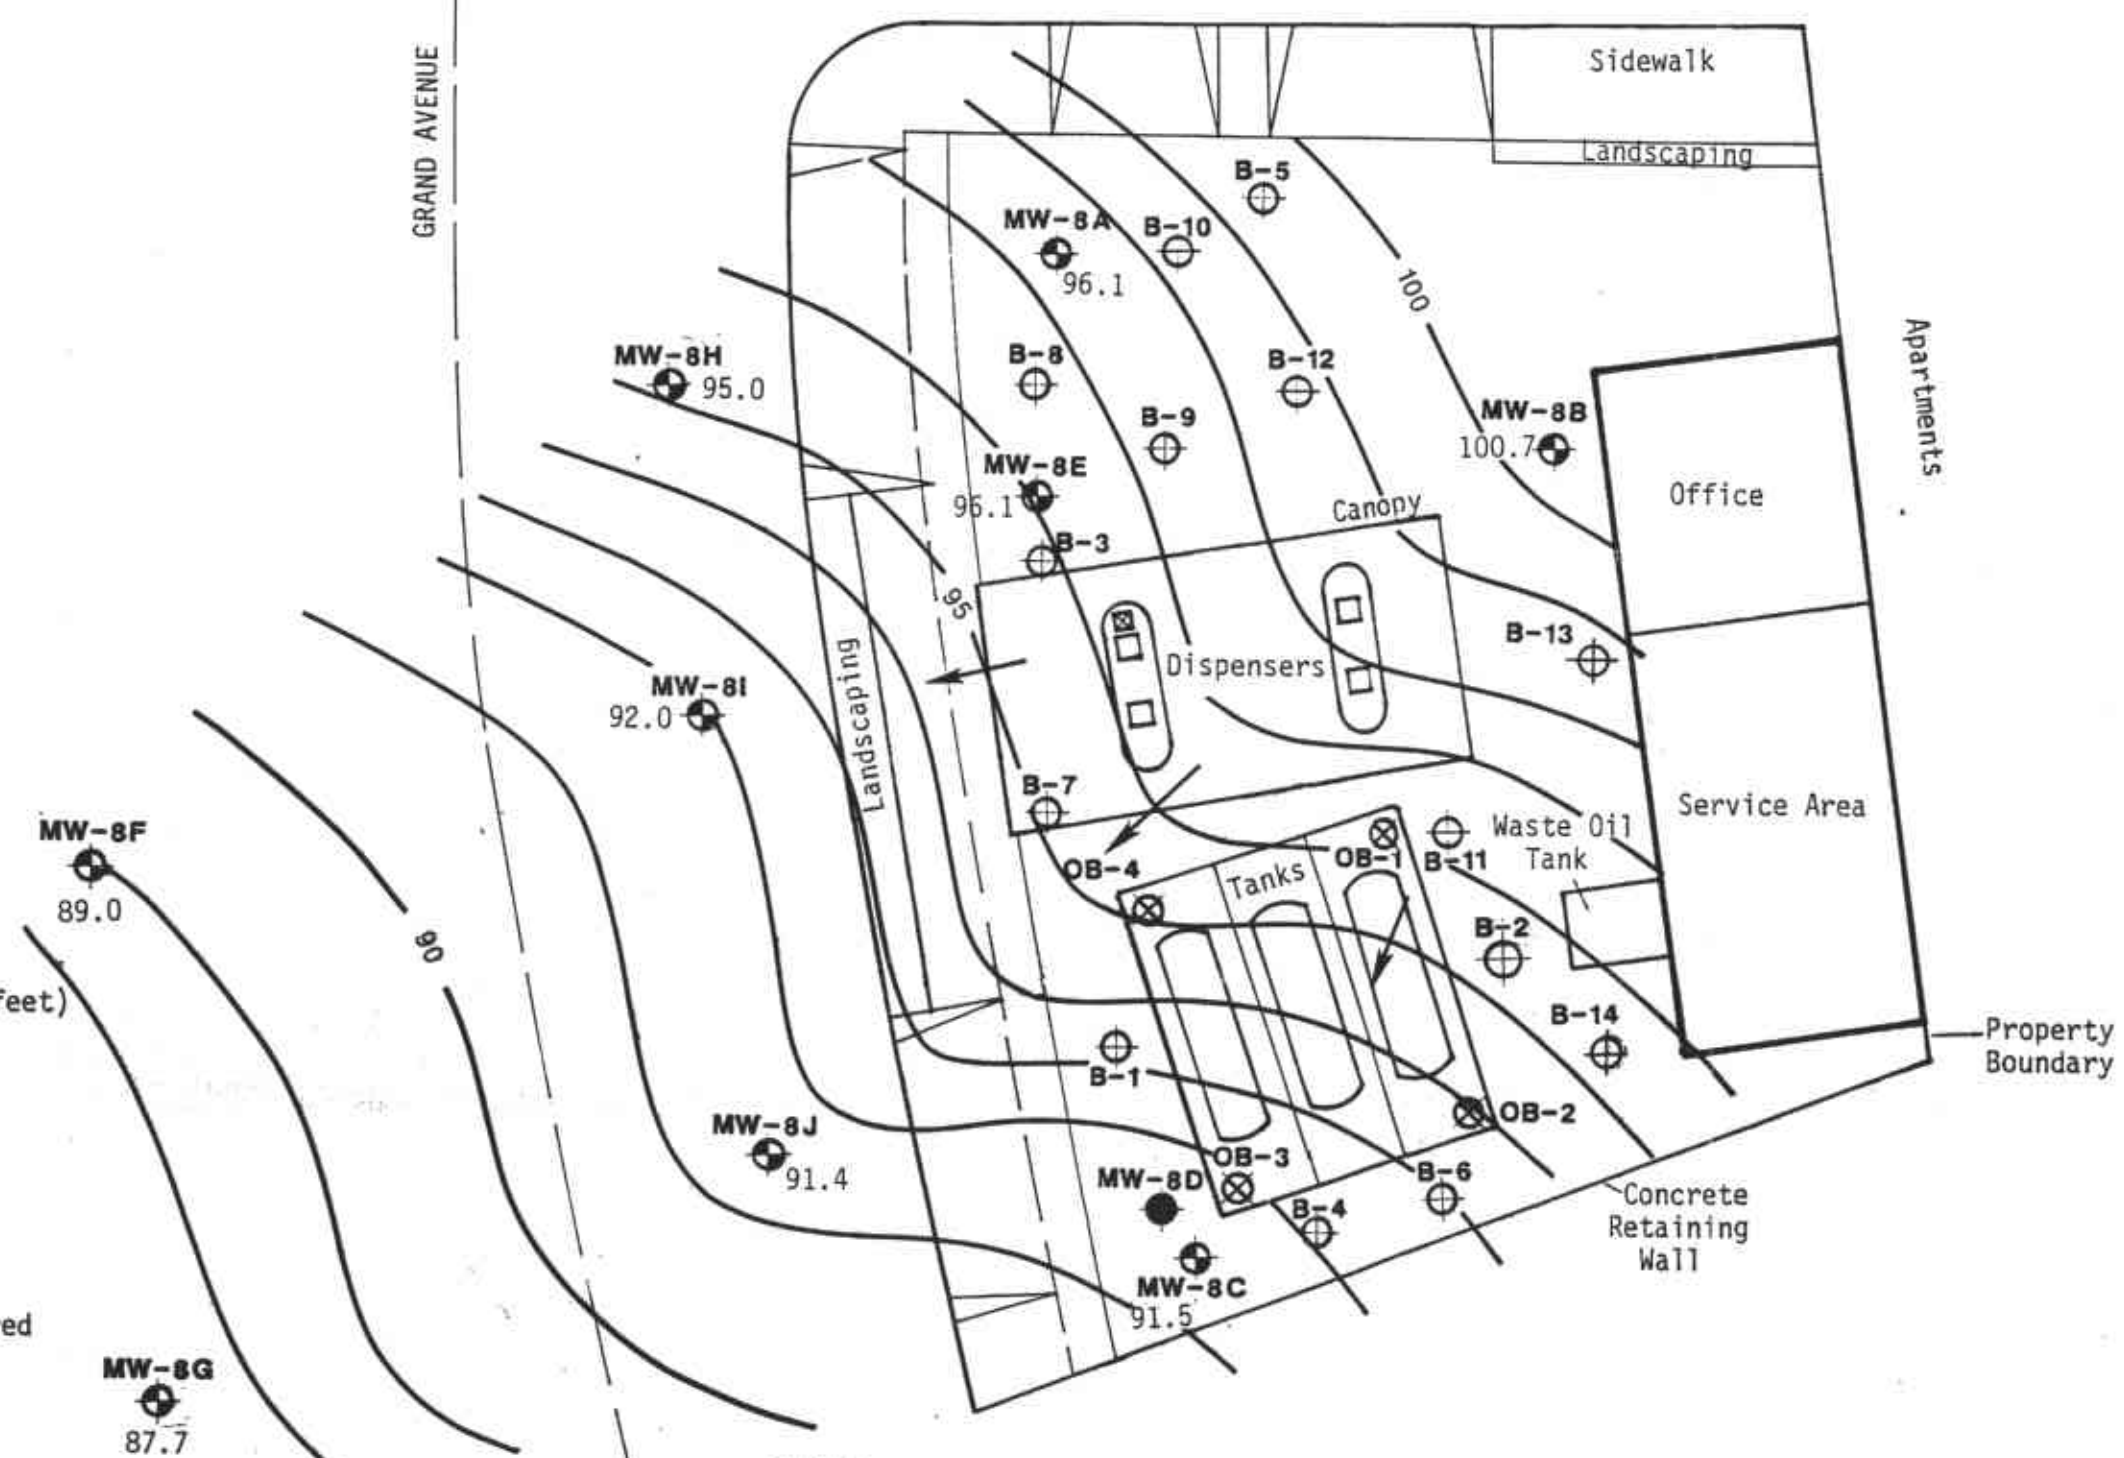 GRAND AVENUE
Sidewalk
Landscaping
B-5
MW-8A
B-10
96.1
100
MW-8H
95.0
B-8
B-12
Apartments
MW-8B
100.7
B-9
MW-8E
96.1
Office
Canopy
B-3
95
B-13
Dispensers
Landscaping
MW-8I
92.0
B-7
Service Area
MW-8F
89.0
Waste Oil
Tank
OB-4
OB-1
B-11
Tanks
90
B-2
feet)
B-14
Property
Boundary
B-1
OB-2
MW-8J
91.4
OB-3
MW-8D
B-6
B-4
Concrete
Retaining
Wall
MW-8C
91.5
ed
MW-8G
87.7